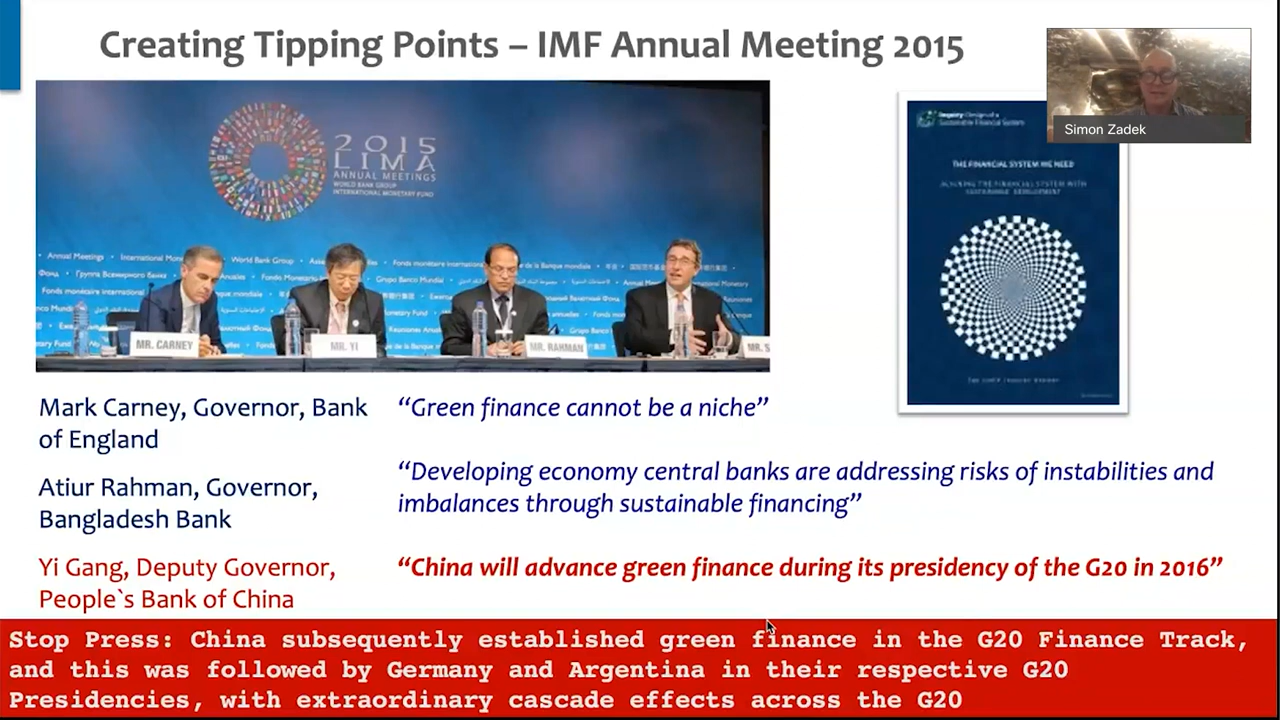 Creating Tipping Points – IMF Annual Meeting 2015
Simon Zadek
2015
LIMA
ANNUAL MEETINGS
WORLD BANK GROUP
INTERNATIONAL MONETARY FUND
MR. CARNEY
MR. YI
MR. RAHMAN
MR. S
THE FINANCIAL SYSTEM WE NEED
Mark Carney, Governor, Bank
of England
“Green finance cannot be a niche”
Atiur Rahman, Governor,
Bangladesh Bank
“Developing economy central banks are addressing risks of instabilities and
imbalances through sustainable financing”
Yi Gang, Deputy Governor,
People`s Bank of China
“China will advance green finance during its presidency of the G20 in 2016”
Stop Press: China subsequently established green finance in the G20 Finance Track,
and this was followed by Germany and Argentina in their respective G20
Presidencies, with extraordinary cascade effects across the G20